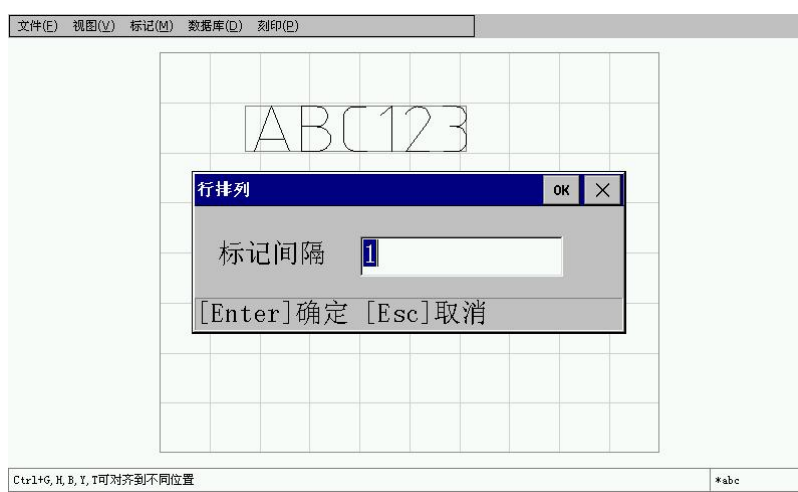 文件(F) 视图(V) 标记(M) 数据库(D) 刻印(P)
ABC123
行排列 OK
标记间隔 1
[Enter]确定 [Esc]取消
Ctrl+G,H,B,Y,T可对齐到不同位置 *abc